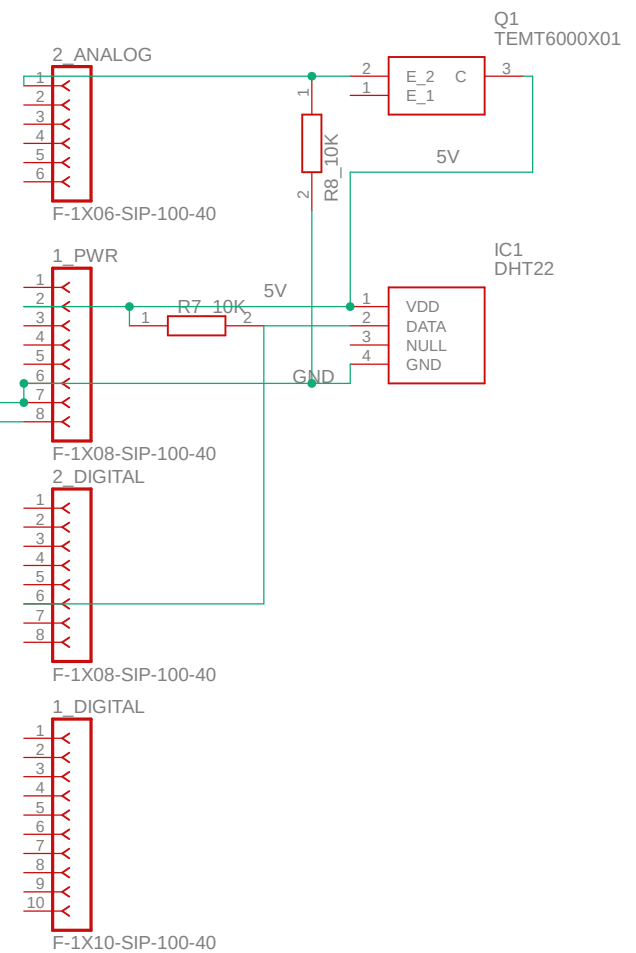 Q1
TEMT6000X01
2_ANALOG
1
2
3
4
5
6
F-1X06-SIP-100-40
2
1
E_2
E_1
C
3
1
R8_10K
2
5V
1_PWR
1
2
3
4
5
6
7
8
F-1X08-SIP-100-40
R7_10K
1
2
5V
GND
IC1
DHT22
1
2
3
4
VDD
DATA
NULL
GND
2_DIGITAL
1
2
3
4
5
6
7
8
F-1X08-SIP-100-40
1_DIGITAL
1
2
3
4
5
6
7
8
9
10
F-1X10-SIP-100-40